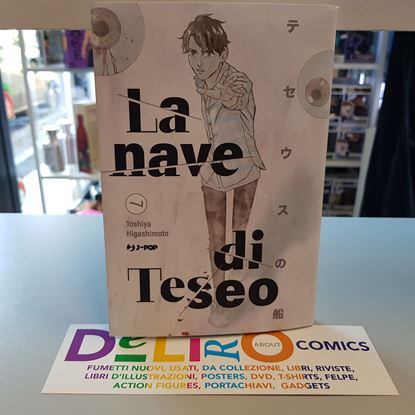 La
nave
di
Teseo
テセウスの船
7
Toshiya
Higashimoto
J-POP
DeLiRO ABOUT COMICS
FUMETTI NUOVI, USATI, DA COLLEZIONE, LIBRI, RIVISTE,
LIBRI D'ILLUSTRAZIONI, POSTERS, DVD, T-SHIRTS, FELPE,
ACTION FIGURES, PORTACHIAVI, GADGETS